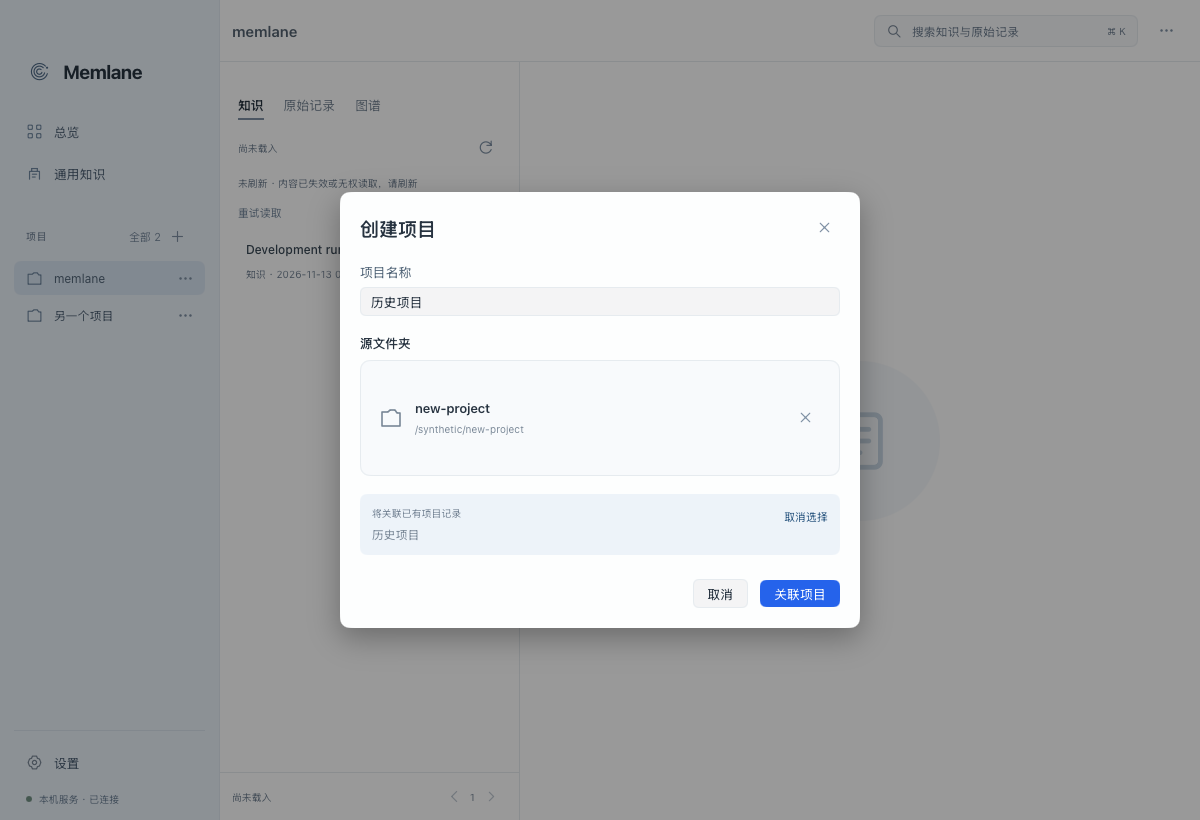 Memlane
总览
通用知识
项目
全部 2
memlane
另一个项目
设置
本机服务 · 已连接
memlane
搜索知识与原始记录
⌘ K
知识
原始记录
图谱
尚未载入
未刷新 · 内容已失效或无权读取，请刷新
重试读取
Development
知识 · 2026-11-13
尚未载入
1
创建项目
项目名称
历史项目
源文件夹
new-project
/synthetic/new-project
将关联已有项目记录
历史项目
取消选择
取消
关联项目